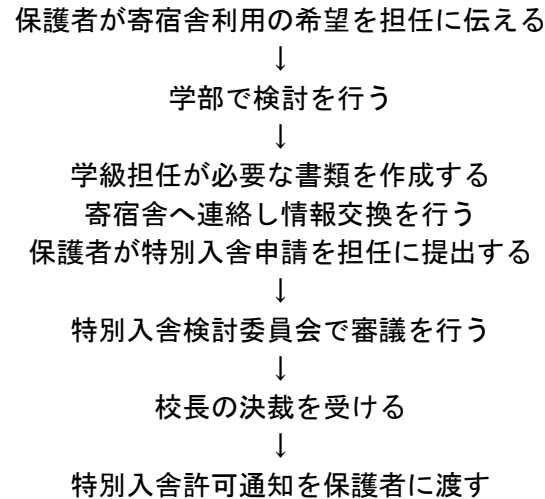 保護者が寄宿舎利用の希望を担任に伝える
↓
学部で検討を行う
↓
学級担任が必要な書類を作成する
寄宿舎へ連絡し情報交換を行う
保護者が特別入舎申請を担任に提出する
↓
特別入舎検討委員会で審議を行う
↓
校長の決裁を受ける
↓
特別入舎許可通知を保護者に渡す